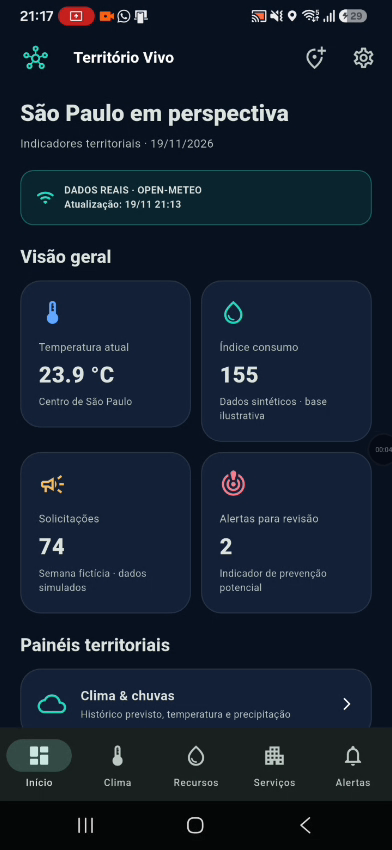 21:17
29
Território Vivo
São Paulo em perspectiva
Indicadores territoriais · 19/11/2026
DADOS REAIS · OPEN-METEO
Atualização: 19/11 21:13
Visão geral
Temperatura atual
23.9 °C
Centro de São Paulo
Índice consumo
155
Dados sintéticos · base
ilustrativa
00:04
Solicitações
74
Semana fictícia · dados
simulados
Alertas para revisão
2
Indicador de prevenção
potencial
Painéis territoriais
Clima & chuvas
Histórico previsto, temperatura e precipitação
Início
Clima
Recursos
Serviços
Alertas